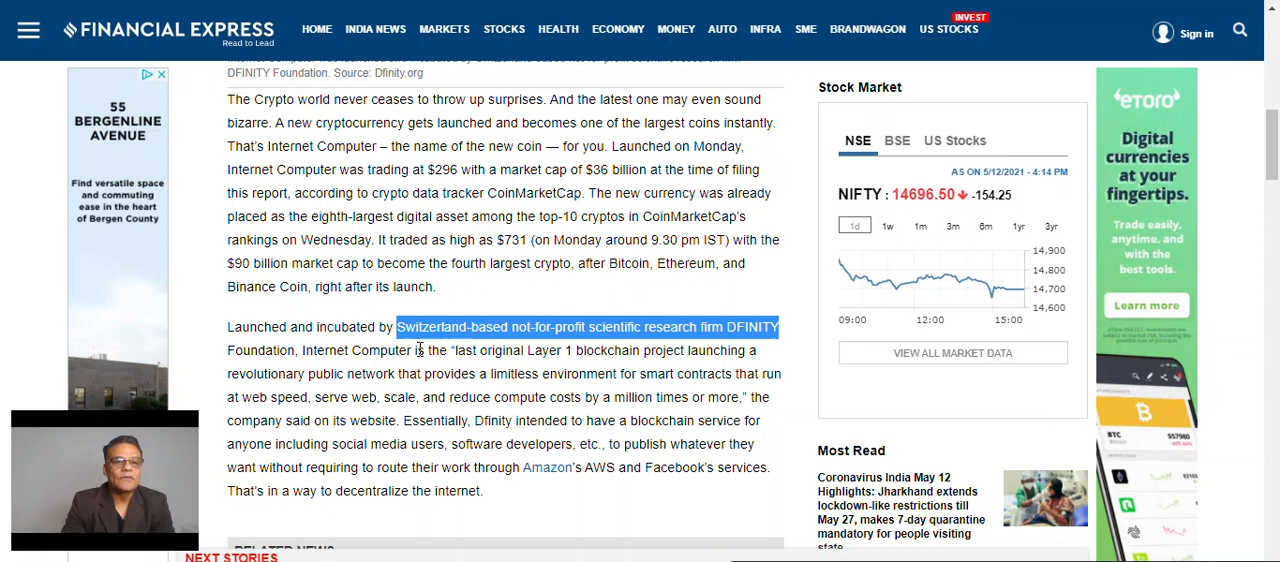 FINANCIAL EXPRESS
Read to Lead
HOME INDIA NEWS MARKETS STOCKS HEALTH ECONOMY MONEY AUTO INFRA SME BRANDWAGON US STOCKS
INVEST
Sign in
55
BERGENLINE
AVENUE
Find versatile space
and commuting
ease in the heart
of Bergen County
DFINITY Foundation. Source: Dfinity.org
The Crypto world never ceases to throw up surprises. And the latest one may even sound
bizarre. A new cryptocurrency gets launched and becomes one of the largest coins instantly.
That's Internet Computer – the name of the new coin — for you. Launched on Monday,
Internet Computer was trading at $296 with a market cap of $36 billion at the time of filing
this report, according to crypto data tracker CoinMarketCap. The new currency was already
placed as the eighth-largest digital asset among the top-10 cryptos in CoinMarketCap's
rankings on Wednesday. It traded as high as $731 (on Monday around 9.30 pm IST) with the
$90 billion market cap to become the fourth largest crypto, after Bitcoin, Ethereum, and
Binance Coin, right after its launch.
Launched and incubated by Switzerland-based not-for-profit scientific research firm DFINITY
Foundation, Internet Computer is the “last original Layer 1 blockchain project launching a
revolutionary public network that provides a limitless environment for smart contracts that run
at web speed, serve web, scale, and reduce compute costs by a million times or more,” the
company said on its website. Essentially, Dfinity intended to have a blockchain service for
anyone including social media users, software developers, etc., to publish whatever they
want without requiring to route their work through Amazon's AWS and Facebook's services.
That's in a way to decentralize the internet.
RELATED NEWS
NEXT STORIES
Stock Market
NSE BSE US Stocks
AS ON 5/12/2021 - 4:14 PM
NIFTY : 14696.50 -154.25
1d 1w 1m 3m 6m 1yr 3yr
14,900
14,800
14,700
14,600
09:00 12:00 15:00
VIEW ALL MARKET DATA
Most Read
Coronavirus India May 12
Highlights: Jharkhand extends
lockdown-like restrictions till
May 27, makes 7-day quarantine
mandatory for people visiting
state
eToro
Digital
currencies
at your
fingertips.
Trade easily,
anytime, and
with the
best tools.
Learn more
BTC
Bitcoin
$57980